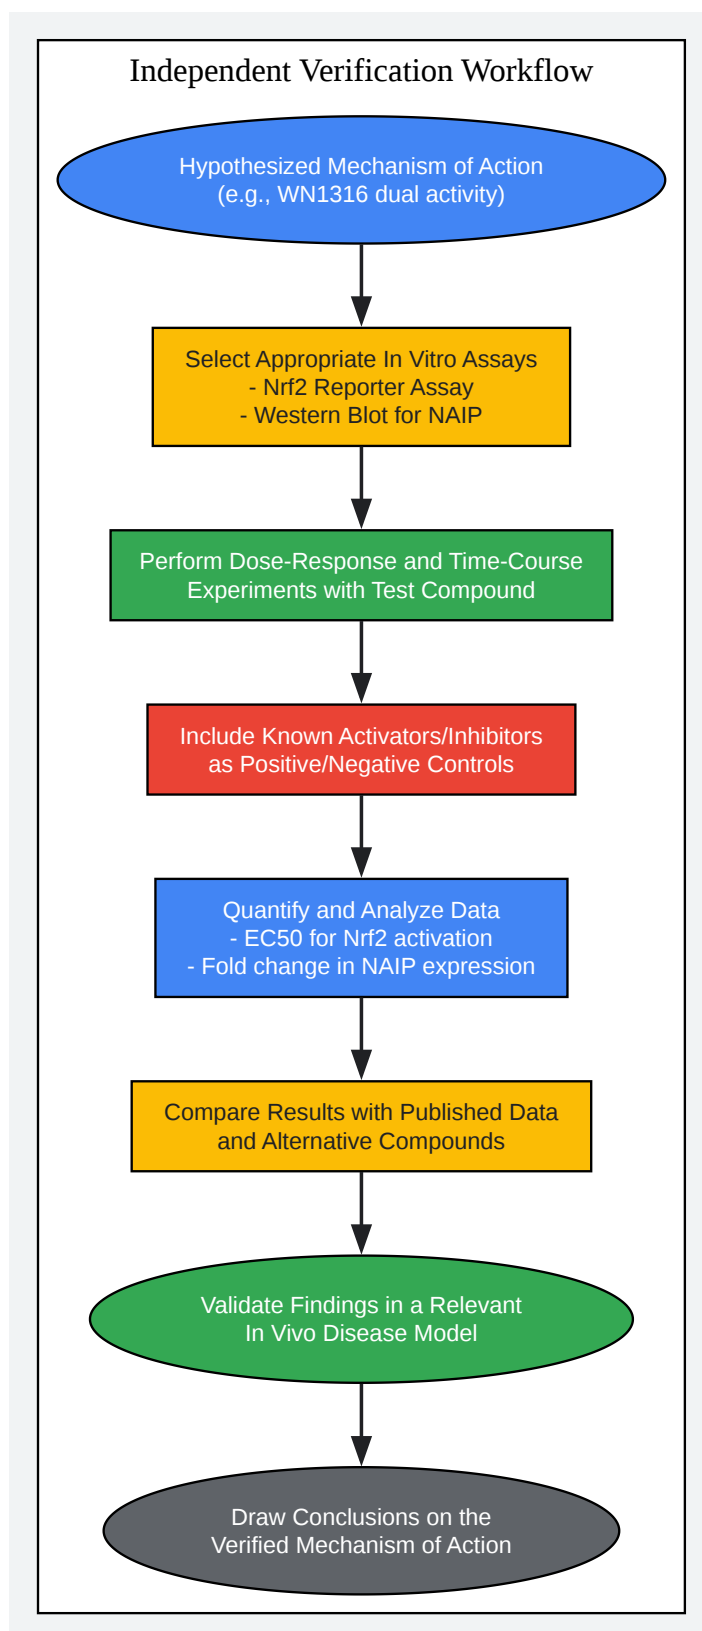 Independent Verification Workflow
Hypothesized Mechanism of Action
(e.g., WN1316 dual activity)
Select Appropriate In Vitro Assays
- Nrf2 Reporter Assay
- Western Blot for NAIP
Perform Dose-Response and Time-Course
Experiments with Test Compound
Include Known Activators/Inhibitors
as Positive/Negative Controls
Quantify and Analyze Data
- EC50 for Nrf2 activation
- Fold change in NAIP expression
Compare Results with Published Data
and Alternative Compounds
Validate Findings in a Relevant
In Vivo Disease Model
Draw Conclusions on the
Verified Mechanism of Action